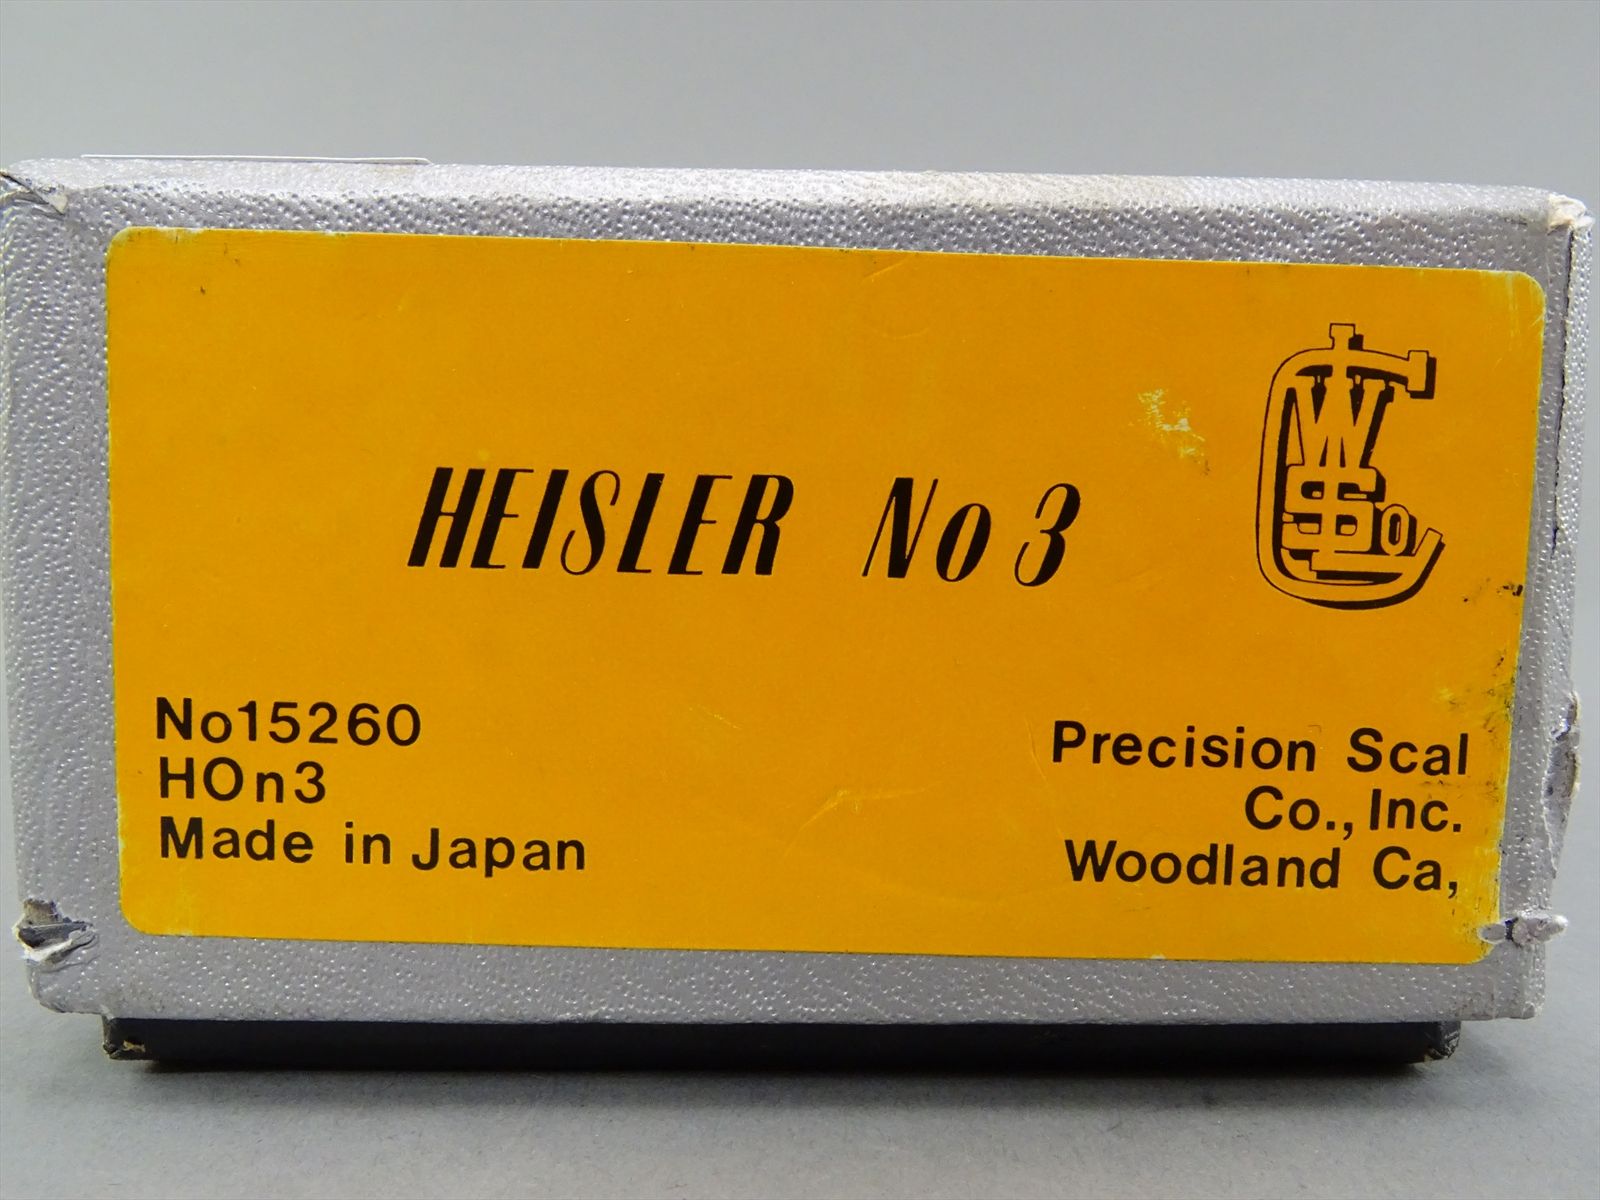 HEISLER No 3
No15260
HOn3
Made in Japan
Precision Scal
Co., Inc.
Woodland Ca,